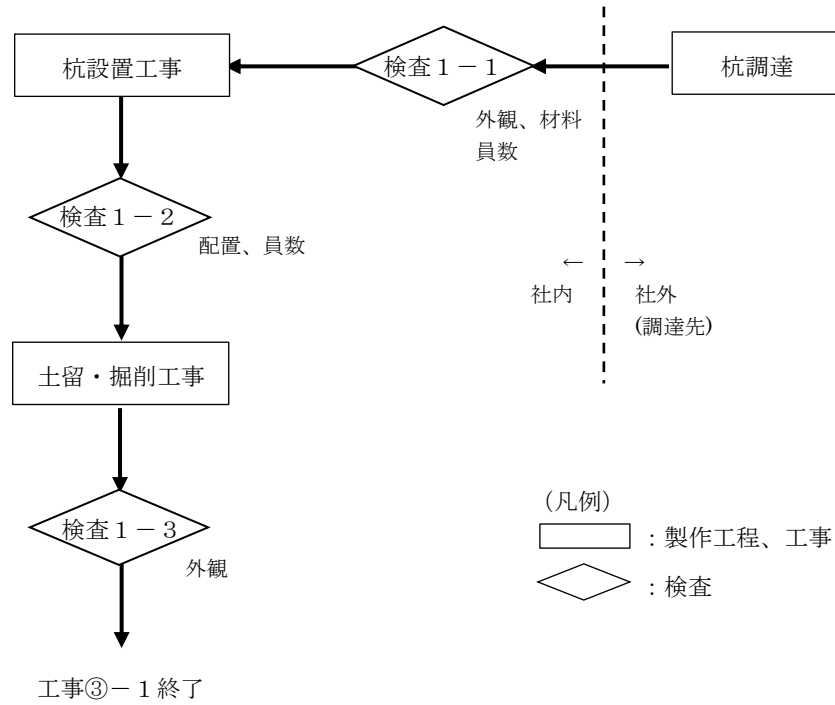 杭設置工事
検査1－1
杭調達
外観、材料
員数
検査1－2
配置、員数
← →
社内 社外
(調達先)
土留・掘削工事
検査1－3
外観
(凡例)
：製作工程、工事
：検査
工事③－1終了